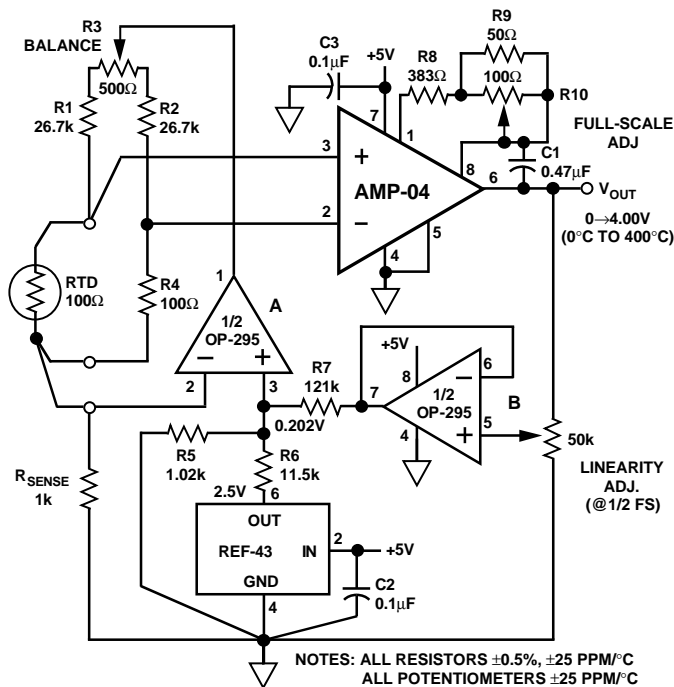 R3
BALANCE
500Ω
R1
26.7k
R2
26.7k
C3
0.1µF
+5V
R8
383Ω
R9
50Ω
100Ω
R10
FULL-SCALE
ADJ
7
1
3
+
AMP-04
8
C1
0.47µF
6
VOUT
2
–
5
4
0→4.00V
(0°C TO 400°C)
RTD
100Ω
R4
100Ω
1
A
1/2
OP-295
–
+
2
3
R7
121k
7
+5V
8
–
6
1/2
OP-295
B
+
5
4
50k
0.202V
R5
1.02k
R6
11.5k
LINEARITY
ADJ.
(@1/2 FS)
RSENSE
1k
2.5V
6
OUT
REF-43
IN
2
+5V
GND
4
C2
0.1µF
NOTES: ALL RESISTORS ±0.5%, ±25 PPM/°C
ALL POTENTIOMETERS ±25 PPM/°C